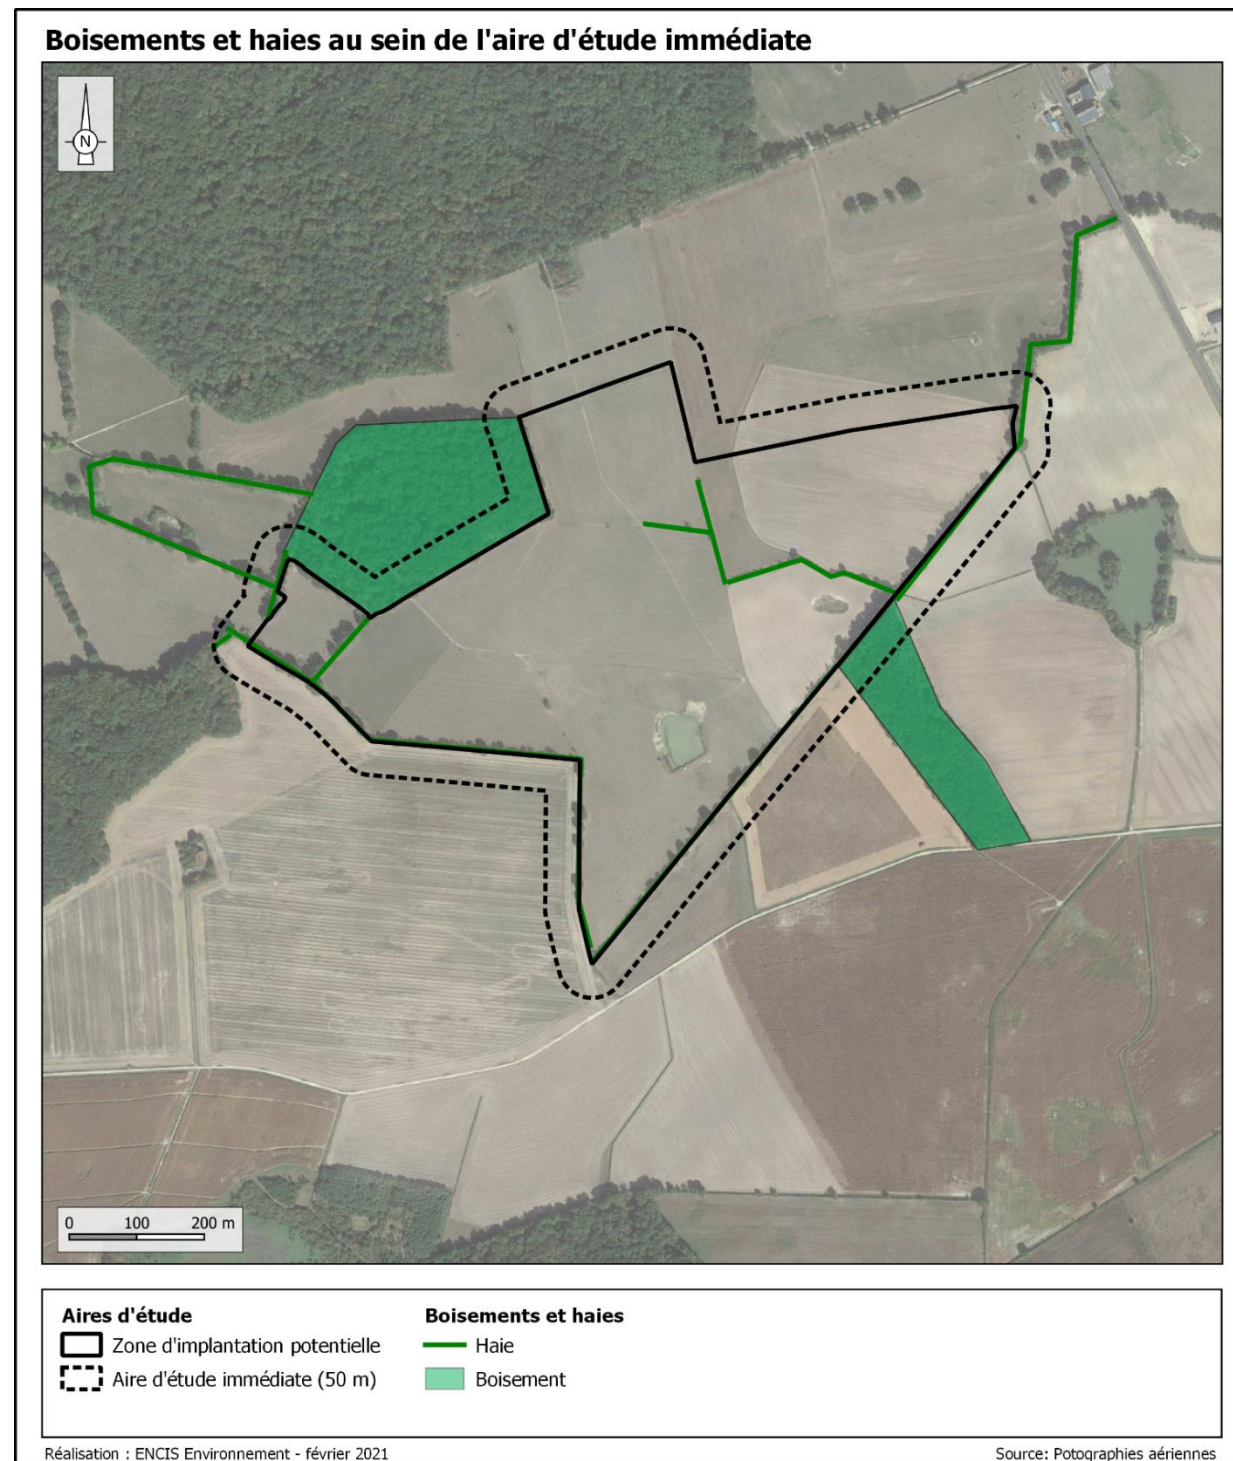 Boisements et haies au sein de l'aire d'étude immédiate
N
0 100 200 m
Aires d'étude
Zone d'implantation potentielle
Aire d'étude immédiate (50 m)
Boisements et haies
Haie
Boisement
Réalisation : ENCIS Environnement - février 2021
Source: Potographies aériennes